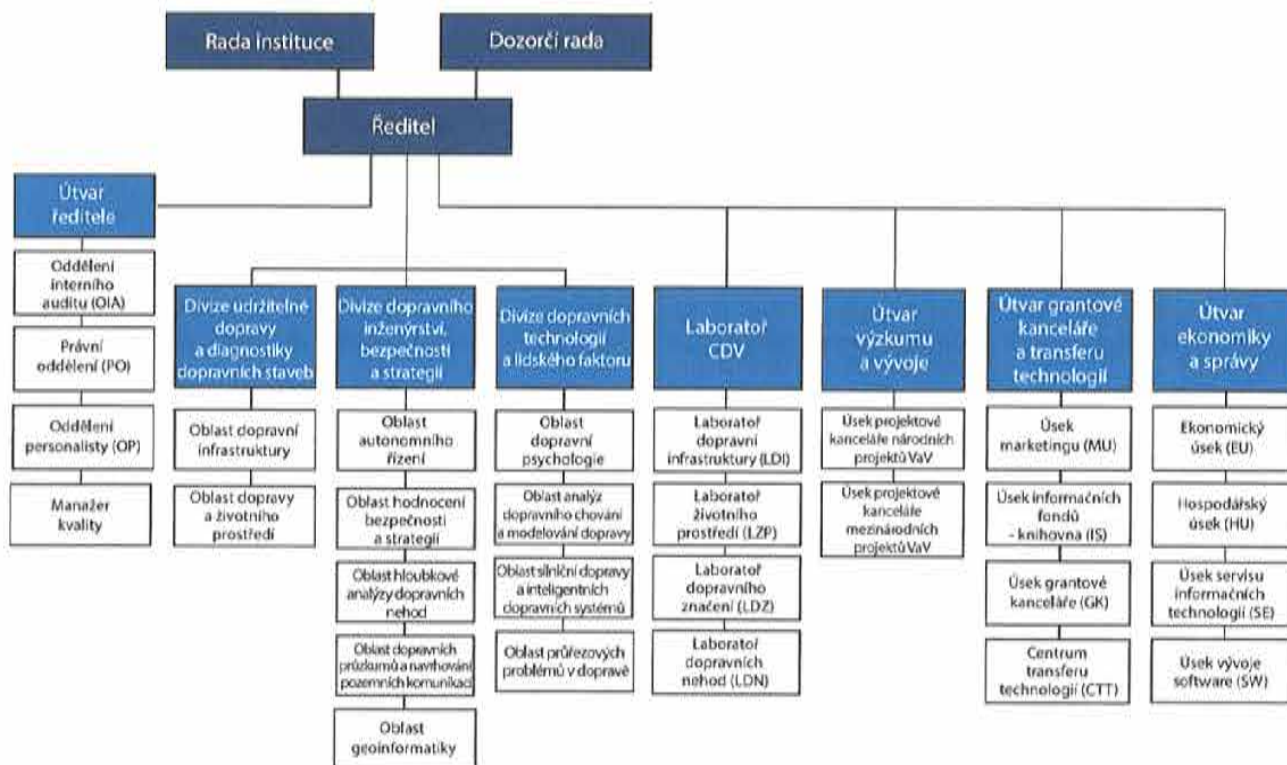 Rada instituce
Dozorčí rada
Ředitel
Útvar
ředitele
Oddělení
interního
auditu (OIA)
Právní
oddělení (PO)
Oddělení
personalisty (OP)
Manažer
kvality
Divize udržitelné
dopravy
a diagnostiky
dopravních staveb
Oblast dopravní
infrastruktury
Oblast dopravy
a životního
prostředí
Divize dopravního
inženýrství,
bezpečnosti
a strategií
Oblast
autonomního
řízení
Oblast hodnocení
bezpečnosti
a strategií
Oblast hloubkové
analýzy dopravních
nehod
Oblast dopravních
průzkumů a navrhování
pozemních komunikací
Oblast
geoinformatiky
Divize dopravních
technologií
a lidského faktoru
Oblast
dopravní
psychologie
Oblast analýz
dopravního chování
a modelování dopravy
Oblast silniční dopravy
a inteligentních
dopravních systémů
Oblast průřezových
problémů v dopravě
Laboratoř
CDV
Laboratoř
dopravní
infrastruktury (LDI)
Laboratoř
životního
prostředí (LZP)
Laboratoř
dopravního
značení (LDZ)
Laboratoř
dopravních
nehod (LDN)
Útvar
výzkumu
a vývoje
Úsek projektové
kanceláře národních
projektů VaV
Úsek projektové
kanceláře
mezinárodních
projektů VaV
Útvar grantové
kanceláře
a transferu
technologií
Úsek
marketingu (MU)
Úsek informačních
fondů
- knihovna (IS)
Úsek grantové
kanceláře (GK)
Centrum
transferu
technologií (CTT)
Útvar
ekonomiky
a správy
Ekonomický
úsek (EU)
Hospodářský
úsek (HU)
Úsek servisu
informačních
technologií (SE)
Úsek vývoje
software (SW)